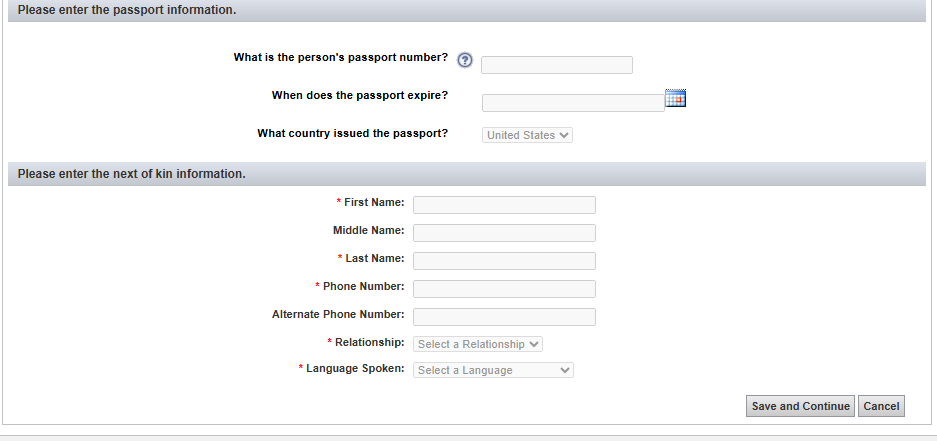 Please enter the passport information.
What is the person's passport number? ?
When does the passport expire?
What country issued the passport? United States
Please enter the next of kin information.
* First Name:
Middle Name:
* Last Name:
* Phone Number:
Alternate Phone Number:
* Relationship: Select a Relationship
* Language Spoken: Select a Language
Save and Continue Cancel